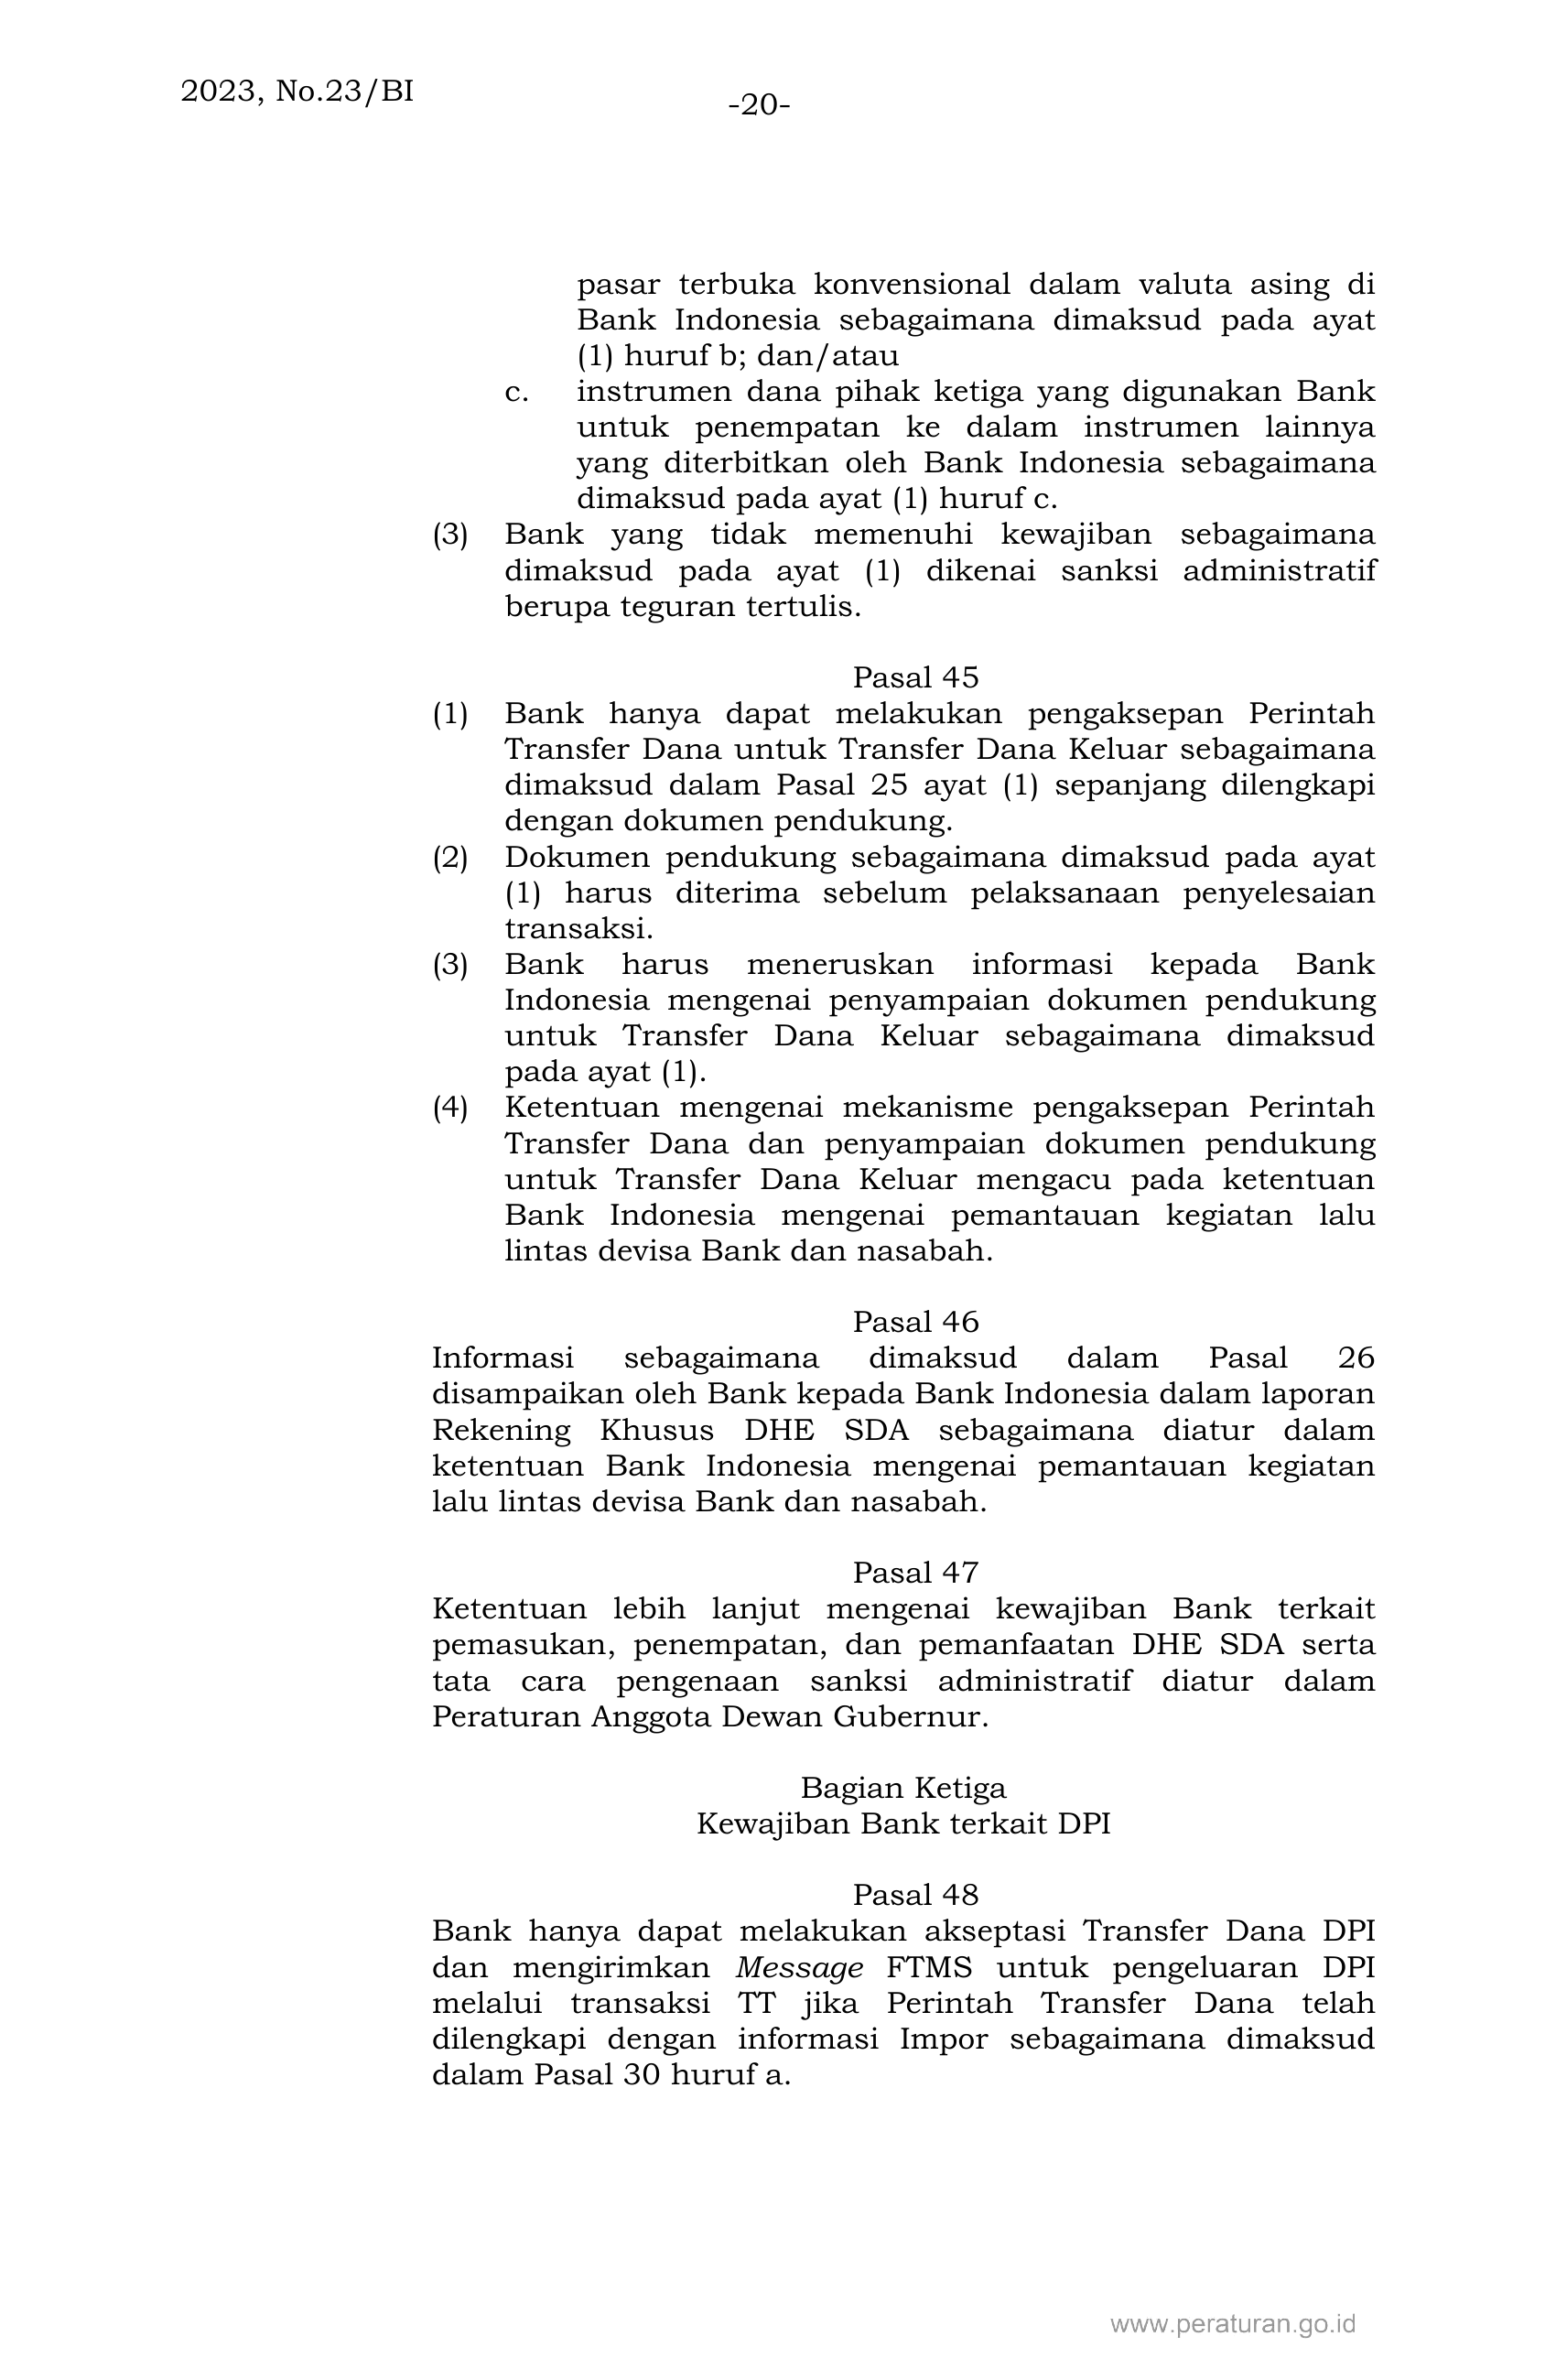 2023, No.23/BI
-20-
pasar terbuka konvensional dalam valuta asing di
Bank Indonesia sebagaimana dimaksud pada ayat
(1) huruf b; dan/atau
c. instrumen dana pihak ketiga yang digunakan Bank
untuk penempatan ke dalam instrumen lainnya
yang diterbitkan oleh Bank Indonesia sebagaimana
dimaksud pada ayat (1) huruf c.
(3) Bank yang tidak memenuhi kewajiban sebagaimana
dimaksud pada ayat (1) dikenai sanksi administratif
berupa teguran tertulis.
Pasal 45
(1) Bank hanya dapat melakukan pengaksepan Perintah
Transfer Dana untuk Transfer Dana Keluar sebagaimana
dimaksud dalam Pasal 25 ayat (1) sepanjang dilengkapi
dengan dokumen pendukung.
(2) Dokumen pendukung sebagaimana dimaksud pada ayat
(1) harus diterima sebelum pelaksanaan penyelesaian
transaksi.
(3) Bank harus meneruskan informasi kepada Bank
Indonesia mengenai penyampaian dokumen pendukung
untuk Transfer Dana Keluar sebagaimana dimaksud
pada ayat (1).
(4) Ketentuan mengenai mekanisme pengaksepan Perintah
Transfer Dana dan penyampaian dokumen pendukung
untuk Transfer Dana Keluar mengacu pada ketentuan
Bank Indonesia mengenai pemantauan kegiatan lalu
lintas devisa Bank dan nasabah.
Pasal 46
Informasi sebagaimana dimaksud dalam Pasal 26
disampaikan oleh Bank kepada Bank Indonesia dalam laporan
Rekening Khusus DHE SDA sebagaimana diatur dalam
ketentuan Bank Indonesia mengenai pemantauan kegiatan
lalu lintas devisa Bank dan nasabah.
Pasal 47
Ketentuan lebih lanjut mengenai kewajiban Bank terkait
pemasukan, penempatan, dan pemanfaatan DHE SDA serta
tata cara pengenaan sanksi administratif diatur dalam
Peraturan Anggota Dewan Gubernur.
Bagian Ketiga
Kewajiban Bank terkait DPI
Pasal 48
Bank hanya dapat melakukan akseptasi Transfer Dana DPI
dan mengirimkan Message FTMS untuk pengeluaran DPI
melalui transaksi TT jika Perintah Transfer Dana telah
dilengkapi dengan informasi Impor sebagaimana dimaksud
dalam Pasal 30 huruf a.
www.peraturan.go.id